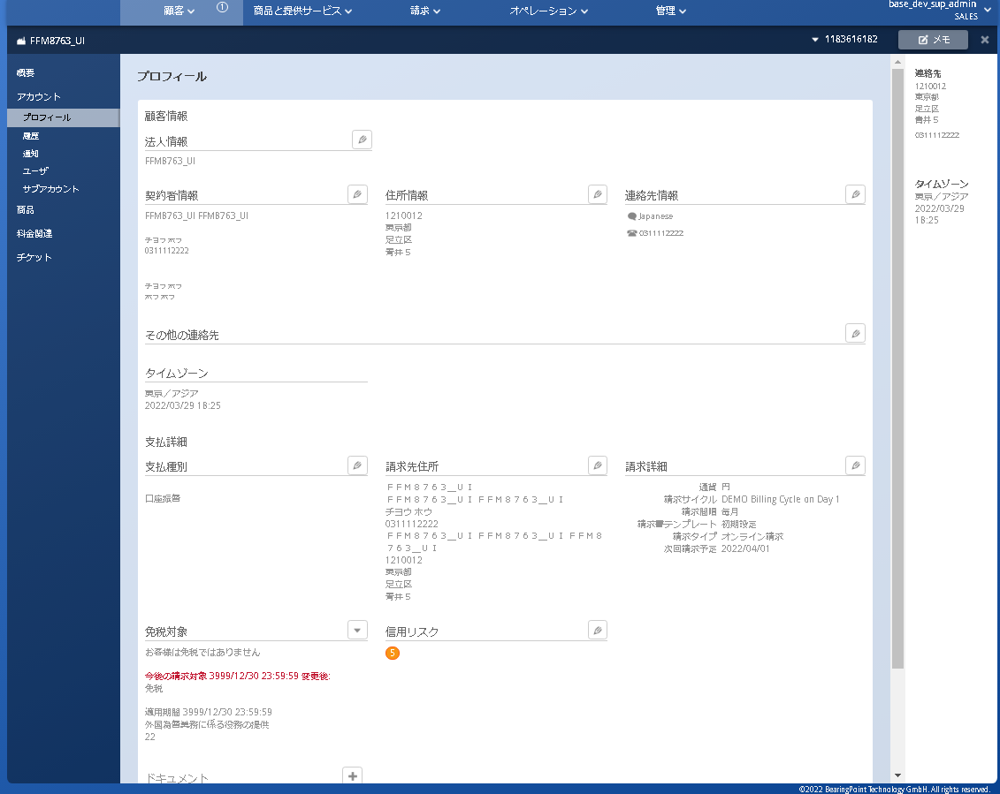 顧客
1
商品と提供サービス
請求
オペレーション
管理
base_dev_sup_admin
SALES
FFM8763_UI
1183616182
メモ
概要
アカウント
プロフィール
履歴
通知
ユーザ
サブアカウント
商品
料金関連
チケット
プロフィール
顧客情報
法人情報
FFM8763_UI
契約者情報
FFM8763_UI FFM8763_UI
チヨウ ホウ
0311112222
チヨウ ホウ
ホウ ホウ
住所情報
1210012
東京都
足立区
青井５
連絡先情報
Japanese
0311112222
その他の連絡先
タイムゾーン
東京／アジア
2022/03/29 18:25
支払詳細
支払種別
口座振替
請求先住所
ＦＦＭ８７６３＿ＵＩ
ＦＦＭ８７６３＿ＵＩ ＦＦＭ８７６３＿ＵＩ
チヨウ ホウ
0311112222
ＦＦＭ８７６３＿ＵＩ ＦＦＭ８７６３＿ＵＩ ＦＦＭ８
７６３＿ＵＩ
1210012
東京都
足立区
青井５
請求詳細
通貨 円
請求サイクル DEMO Billing Cycle on Day 1
請求間隔 毎月
請求書テンプレート 初期設定
請求タイプ オンライン請求
次回請求予定 2022/04/01
免税対象
お客様は免税ではありません
今後の請求対象 3999/12/30 23:59:59 変更後:
免税
適用期間 3999/12/30 23:59:59
外国為替業務に係る役務の提供
22
信用リスク
5
ドキュメント
連絡先
1210012
東京都
足立区
青井５
0311112222
タイムゾーン
東京／アジア
2022/03/29
18:25
©2022 BearingPoint Technology GmbH. All rights reserved.